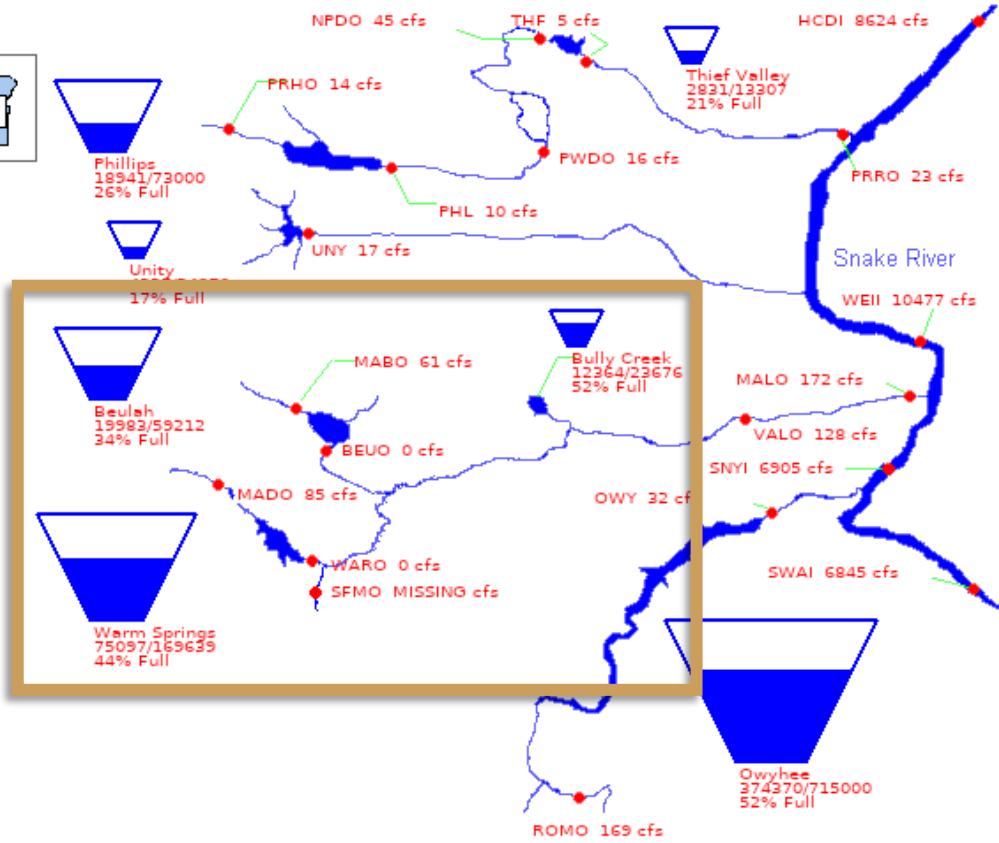 NPDO 45 cfs
THF 5 cfs
HCDI 8624 cfs
PRHO 14 cfs
Thief Valley
2831/13307
21% Full
Phillips
18941/73000
26% Full
PWDO 16 cfs
PRRO 23 cfs
PHL 10 cfs
UNY 17 cfs
Snake River
Unity
17% Full
WEII 10477 cfs
MABO 61 cfs
Bully Creek
12364/23676
52% Full
MALO 172 cfs
Beulah
19983/59212
34% Full
BEUO 0 cfs
VALO 128 cfs
SNYI 6905 cfs
MADO 85 cfs
OWY 32 cf
WARO 0 cfs
SWAI 6845 cfs
SFMO MISSING cfs
Warm Springs
75097/169639
44% Full
Owyhee
374370/715000
52% Full
ROMO 169 cfs